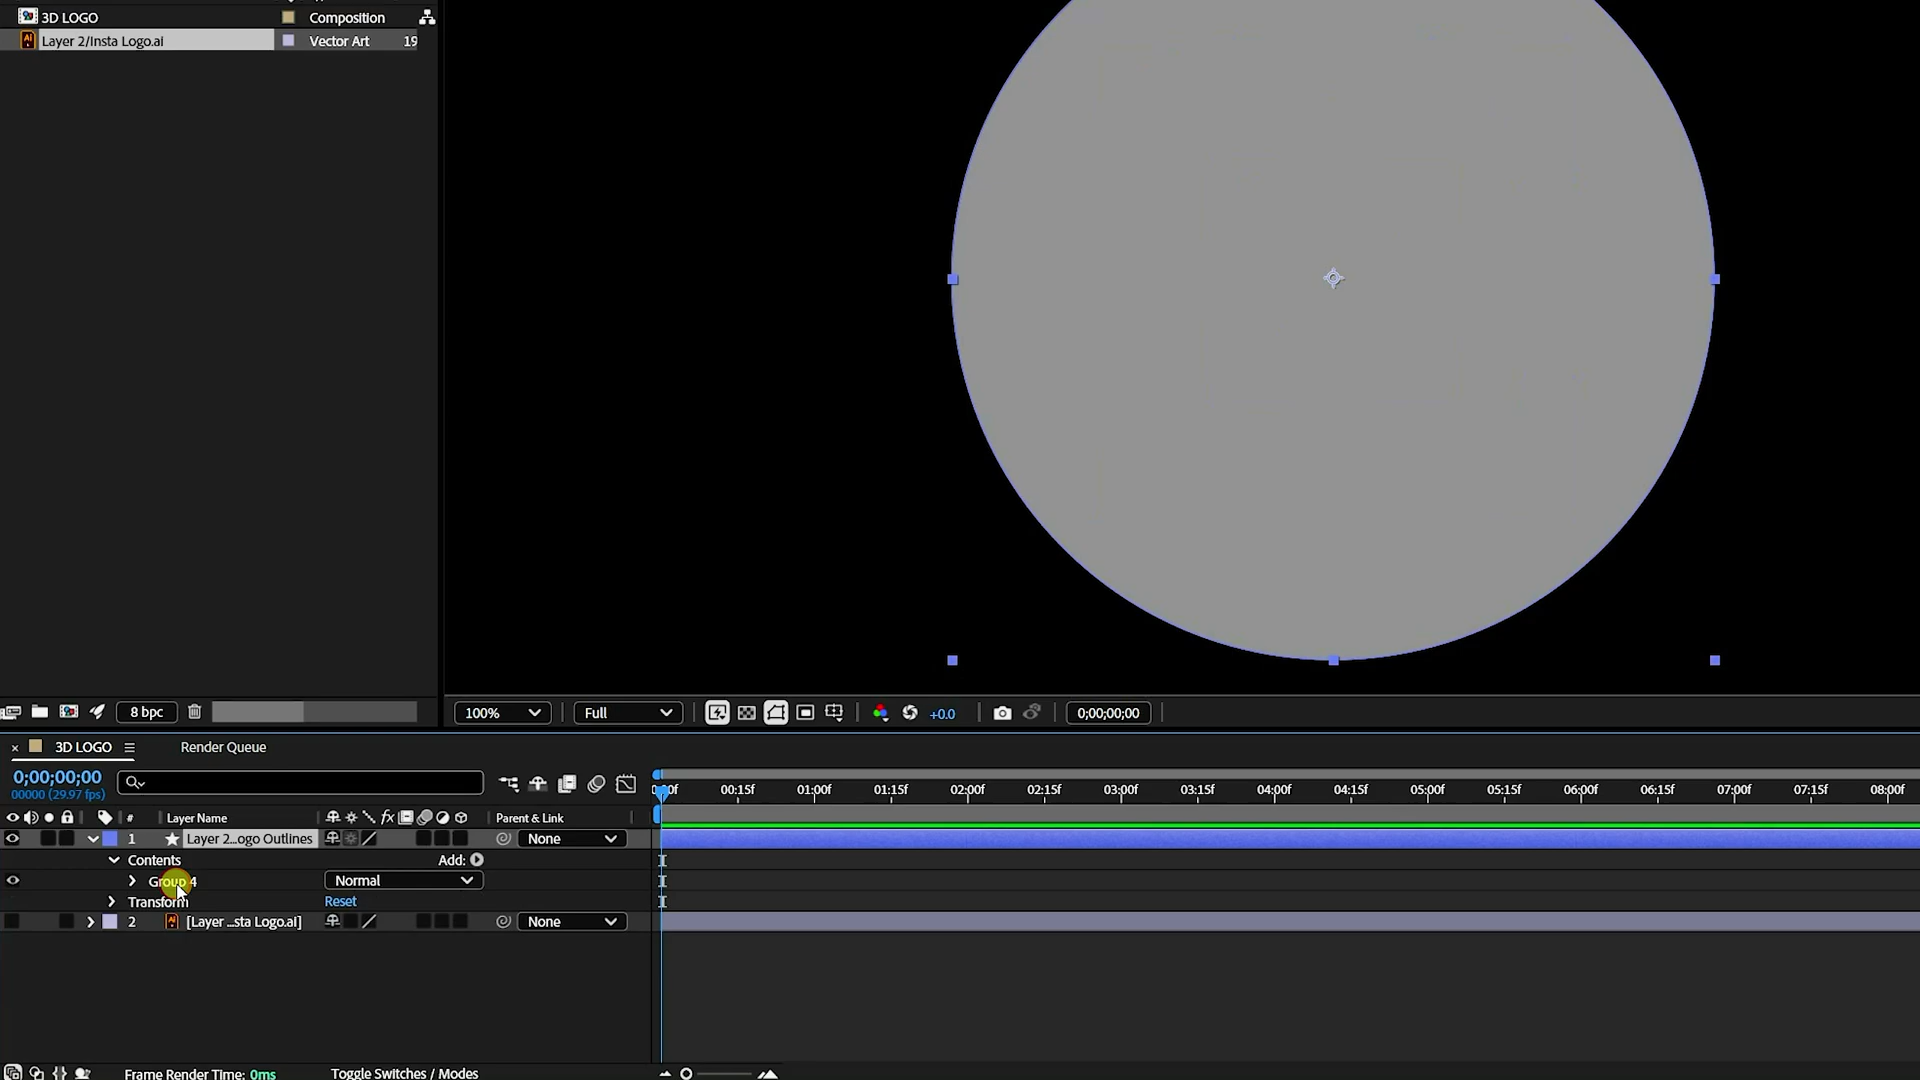 3D LOGO Composition
Layer 2/Insta Logo.ai Vector Art 19
8 bpc
100% Full +0.0 0;00;00;00
3D LOGO Render Queue
0;00;00;00
00000 (29.97 fps)
00f 00:15f 01:00f 01:15f 02:00f 02:15f 03:00f 03:15f 04:00f 04:15f 05:00f 05:15f 06:00f 06:15f 07:00f 07:15f 08:00f
# Layer Name fx Parent & Link
1 Layer 2...ogo Outlines None
Contents Add:
Group 4 Normal
Transform Reset
2 Ai [Layer ...sta Logo.ai] None
Frame Render Time: 0ms Toggle Switches / Modes